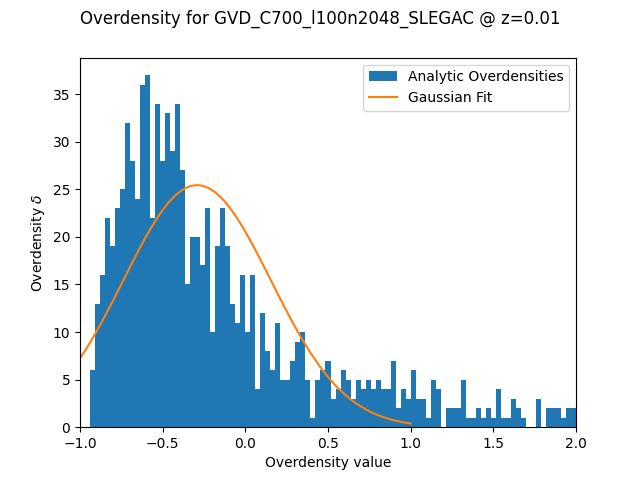 Overdensity for GVD_C700_l100n2048_SLEGAC @ z=0.01
Analytic Overdensities
Gaussian Fit
Overdensity δ
35
30
25
20
15
10
5
0
−1.0 −0.5 0.0 0.5 1.0 1.5 2.0
Overdensity value